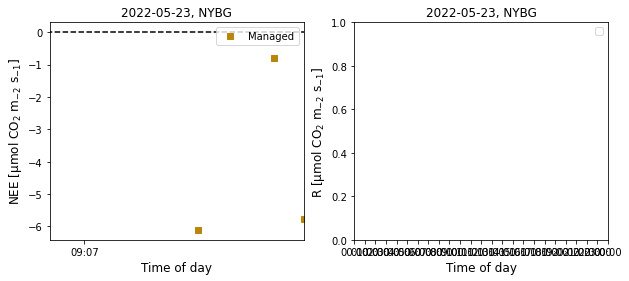 2022-05-23, NYBG
Managed
0
−1
−2
−3
−4
−5
−6
NEE [µmol CO₂ m₋₂ s₋₁]
09:07
Time of day
2022-05-23, NYBG
1.0
0.8
0.6
0.4
0.2
0.0
R [µmol CO₂ m₋₂ s₋₁]
Time of day